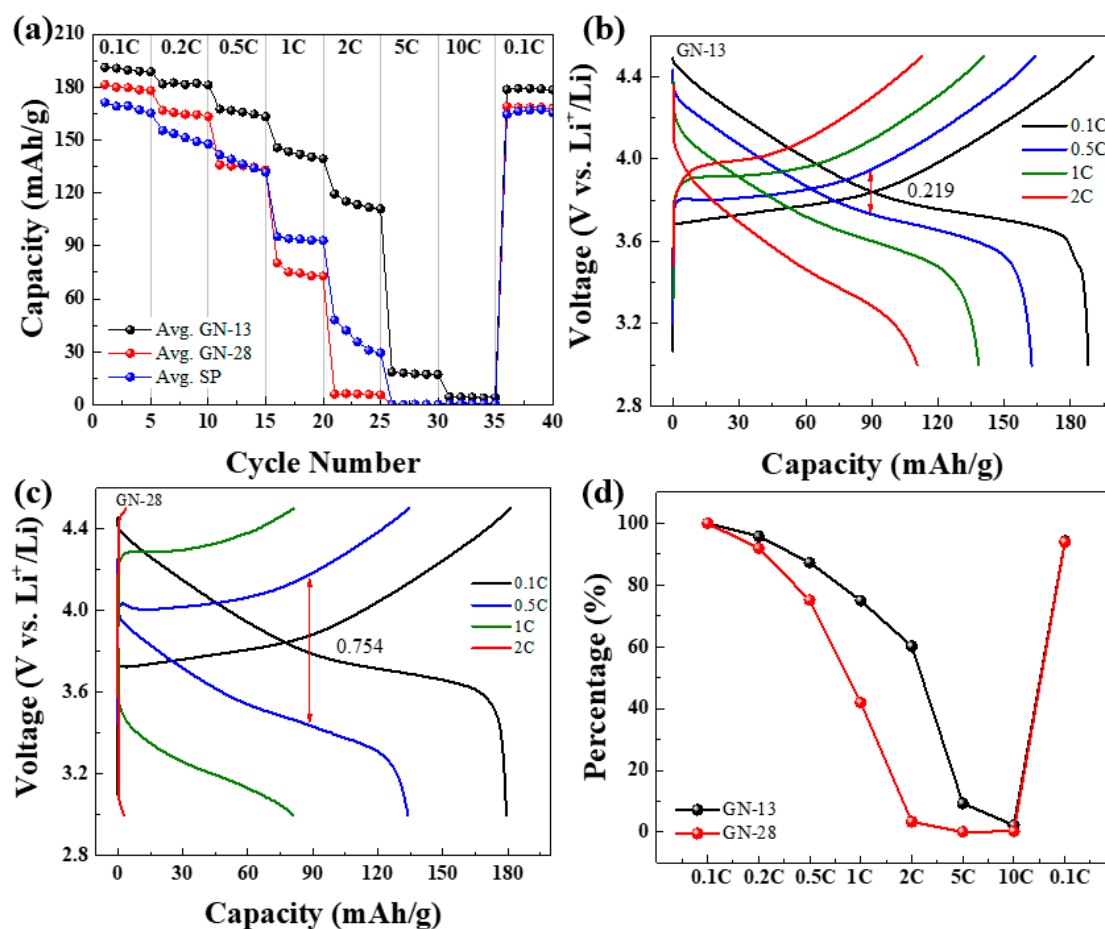 (a)
210
180
150
120
90
60
30
0
Capacity (mAh/g)
0.1C 0.2C 0.5C 1C 2C 5C 10C 0.1C
Avg. GN-13
Avg. GN-28
Avg. SP
0 5 10 15 20 25 30 35 40
Cycle Number
(b)
GN-13
4.4
4.0
3.6
3.2
2.8
Voltage (V vs. Li⁺/Li)
0.1C
0.5C
1C
2C
0.219
0 30 60 90 120 150 180
Capacity (mAh/g)
(c)
GN-28
4.4
4.0
3.6
3.2
2.8
Voltage (V vs. Li⁺/Li)
0.1C
0.5C
1C
2C
0.754
0 30 60 90 120 150 180
Capacity (mAh/g)
(d)
100
80
60
40
20
0
Percentage (%)
GN-13
GN-28
0.1C 0.2C 0.5C 1C 2C 5C 10C 0.1C